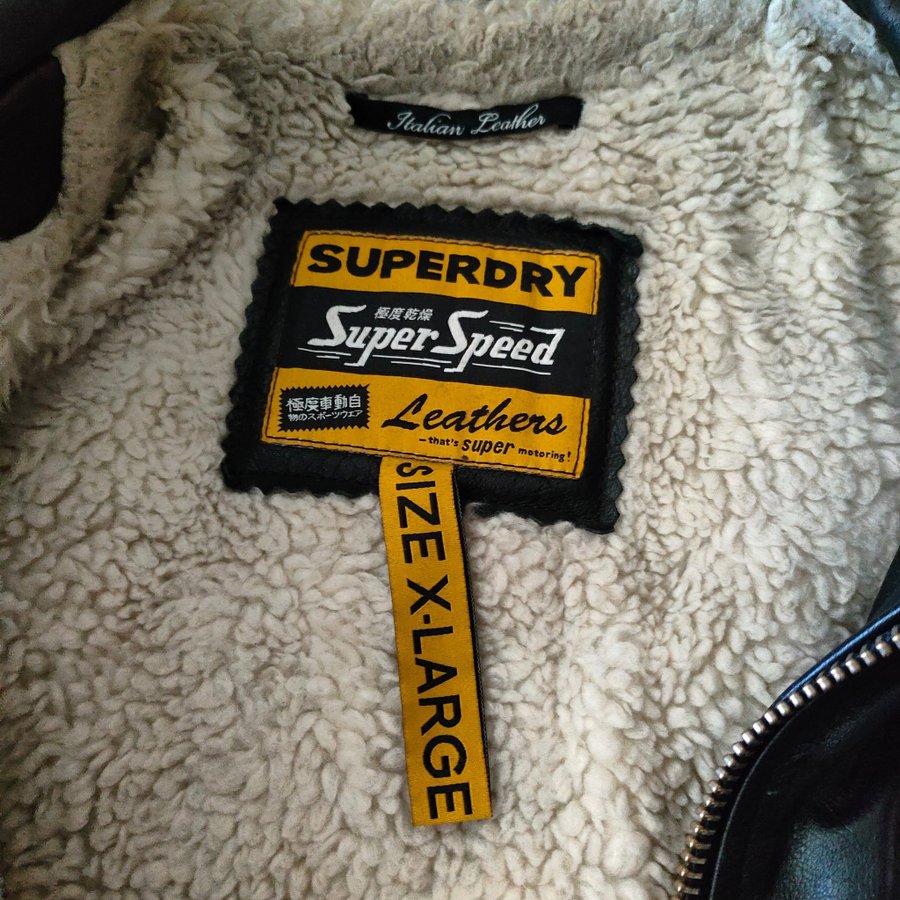 Italian Leather
SUPERDRY
極度乾燥
Super Speed
極度車動自
物のスポーツウェア
Leathers
-that's super motoring!
SIZE X-LARGE